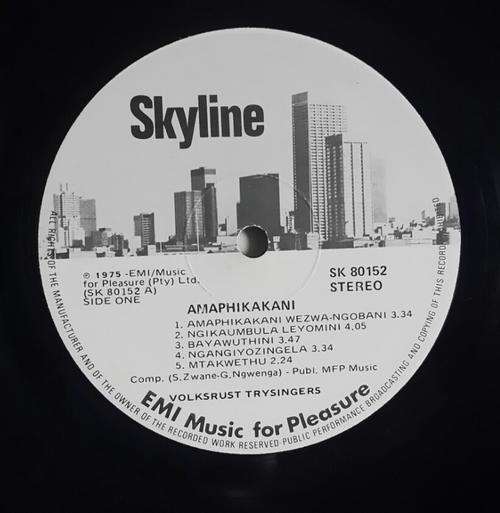 Skyline
℗ 1975 -EMI/Music
for Pleasure (Pty) Ltd.
(SK 80152 A)
SIDE ONE
SK 80152
STEREO
AMAPHIKAKANI
1. AMAPHIKAKANI WEZWA-NGOBANI 3.34
2. NGIKAUMBULA LEYOMINI 4.05
3. BAYAWUTHINI 3.47
4. NGANGIYOZINGELA 3.34
5. MTAKWETHU 2.24
Comp. (S.Zwane-G,Ngwenga) - Publ. MFP Music
VOLKSRUST TRYSINGERS
EMI Music for Pleasure
ALL RIGHTS OF THE MANUFACTURER AND OF THE OWNER OF THE RECORDED WORK RESERVED PUBLIC PERFORMANCE BROADCASTING AND COPYING OF THIS RECORD